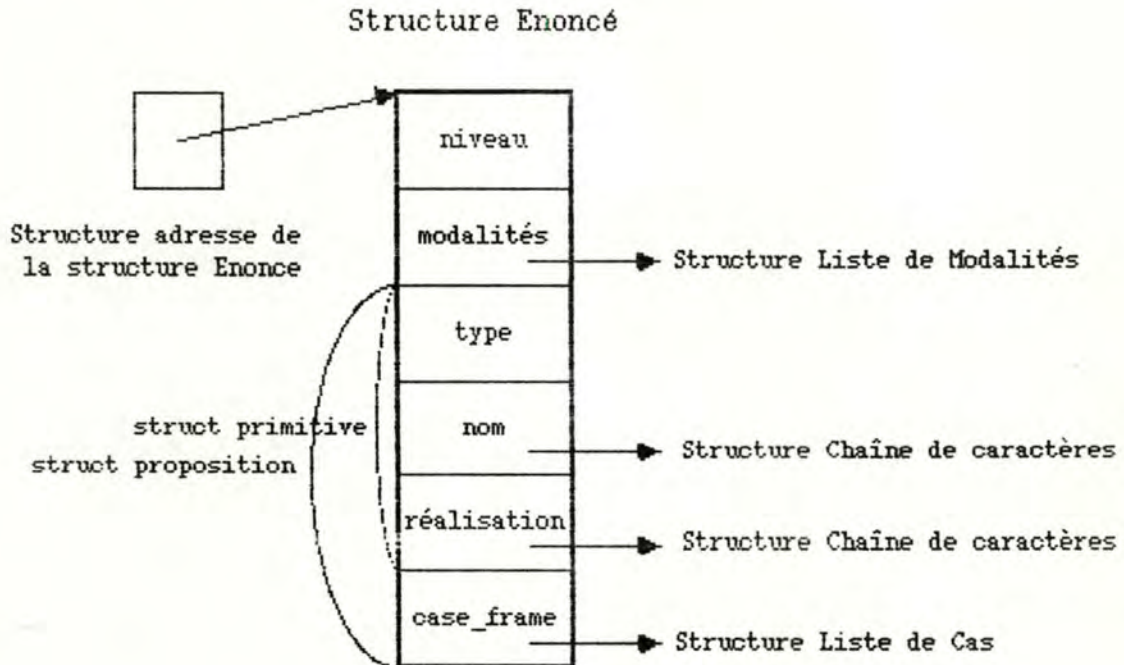 Structure Enoncé
niveau
Structure adresse de
la structure Enonce
modalités
Structure Liste de Modalités
type
struct primitive
struct proposition
nom
Structure Chaîne de caractères
réalisation
Structure Chaîne de caractères
case_frame
Structure Liste de Cas